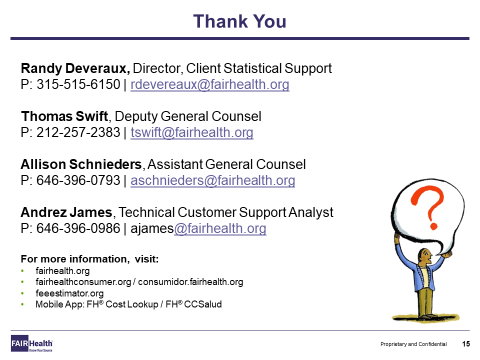 Thank You
Randy Deveraux, Director, Client Statistical Support
P: 315-515-6150 | rdevereaux@fairhealth.org
Thomas Swift, Deputy General Counsel
P: 212-257-2383 | tswift@fairhealth.org
Allison Schnieders, Assistant General Counsel
P: 646-396-0793 | aschnieders@fairhealth.org
Andrez James, Technical Customer Support Analyst
P: 646-396-0986 | ajames@fairhealth.org
For more information, visit:
• fairhealth.org
• fairhealthconsumer.org / consumidor.fairhealth.org
• feeestimator.org
• Mobile App: FH® Cost Lookup / FH® CCSalud
?
FAIR Health
Know Your Source
Proprietary and Confidential 15